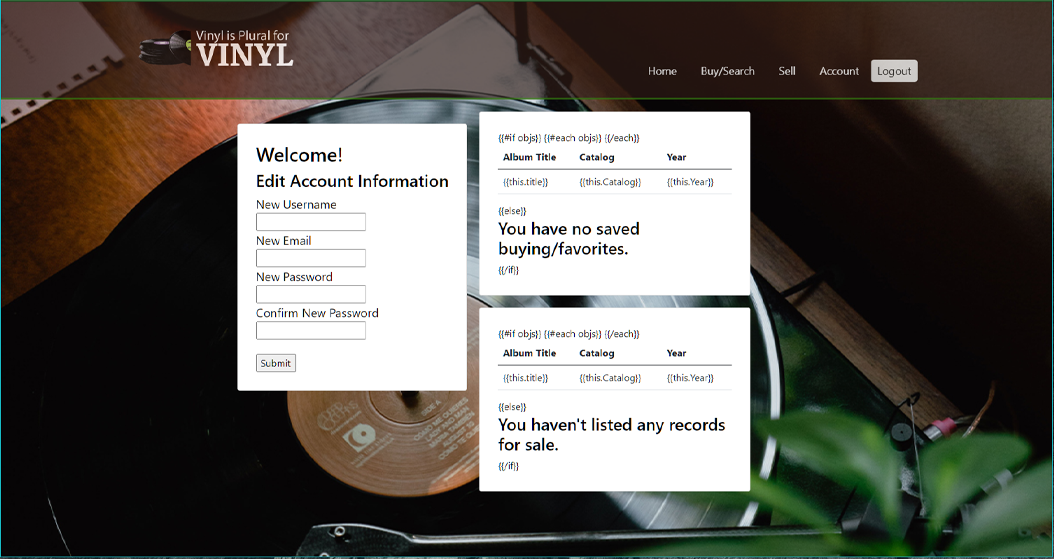 Vinyl is Plural for
VINYL
Home Buy/Search Sell Account Logout
Welcome!
Edit Account Information
New Username
New Email
New Password
Confirm New Password
Submit
{{#if objs}} {{#each objs}} {{/each}}
Album Title Catalog Year
{{this.title}} {{this.Catalog}} {{this.Year}}
{{else}}
You have no saved
buying/favorites.
{{/if}}
{{#if objs}} {{#each objs}} {{/each}}
Album Title Catalog Year
{{this.title}} {{this.Catalog}} {{this.Year}}
{{else}}
You haven't listed any records
for sale.
{{/if}}
SIDE A